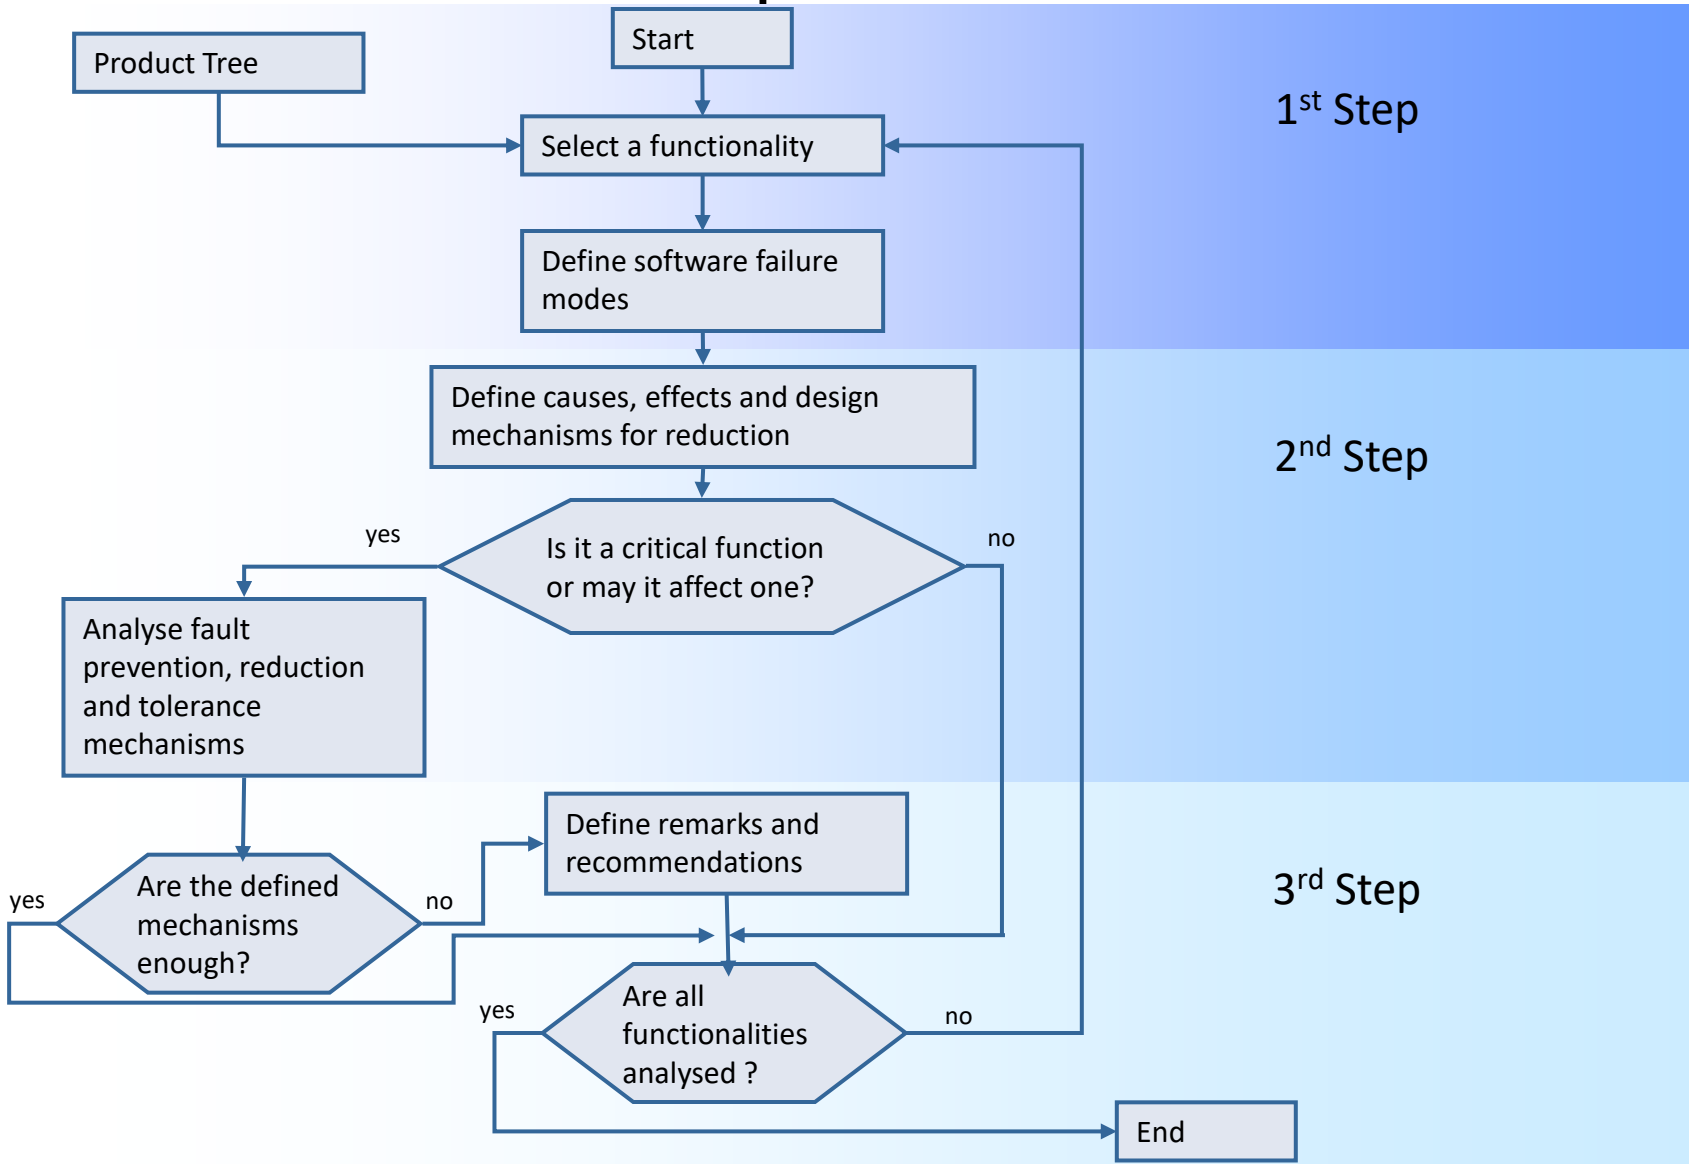 Product Tree
Start
1st Step
Select a functionality
Define software failure
modes
Define causes, effects and design
mechanisms for reduction
2nd Step
yes
no
Is it a critical function
or may it affect one?
Analyse fault
prevention, reduction
and tolerance
mechanisms
Define remarks and
recommendations
3rd Step
yes
Are the defined
mechanisms
enough?
no
yes
Are all
functionalities
analysed ?
no
End